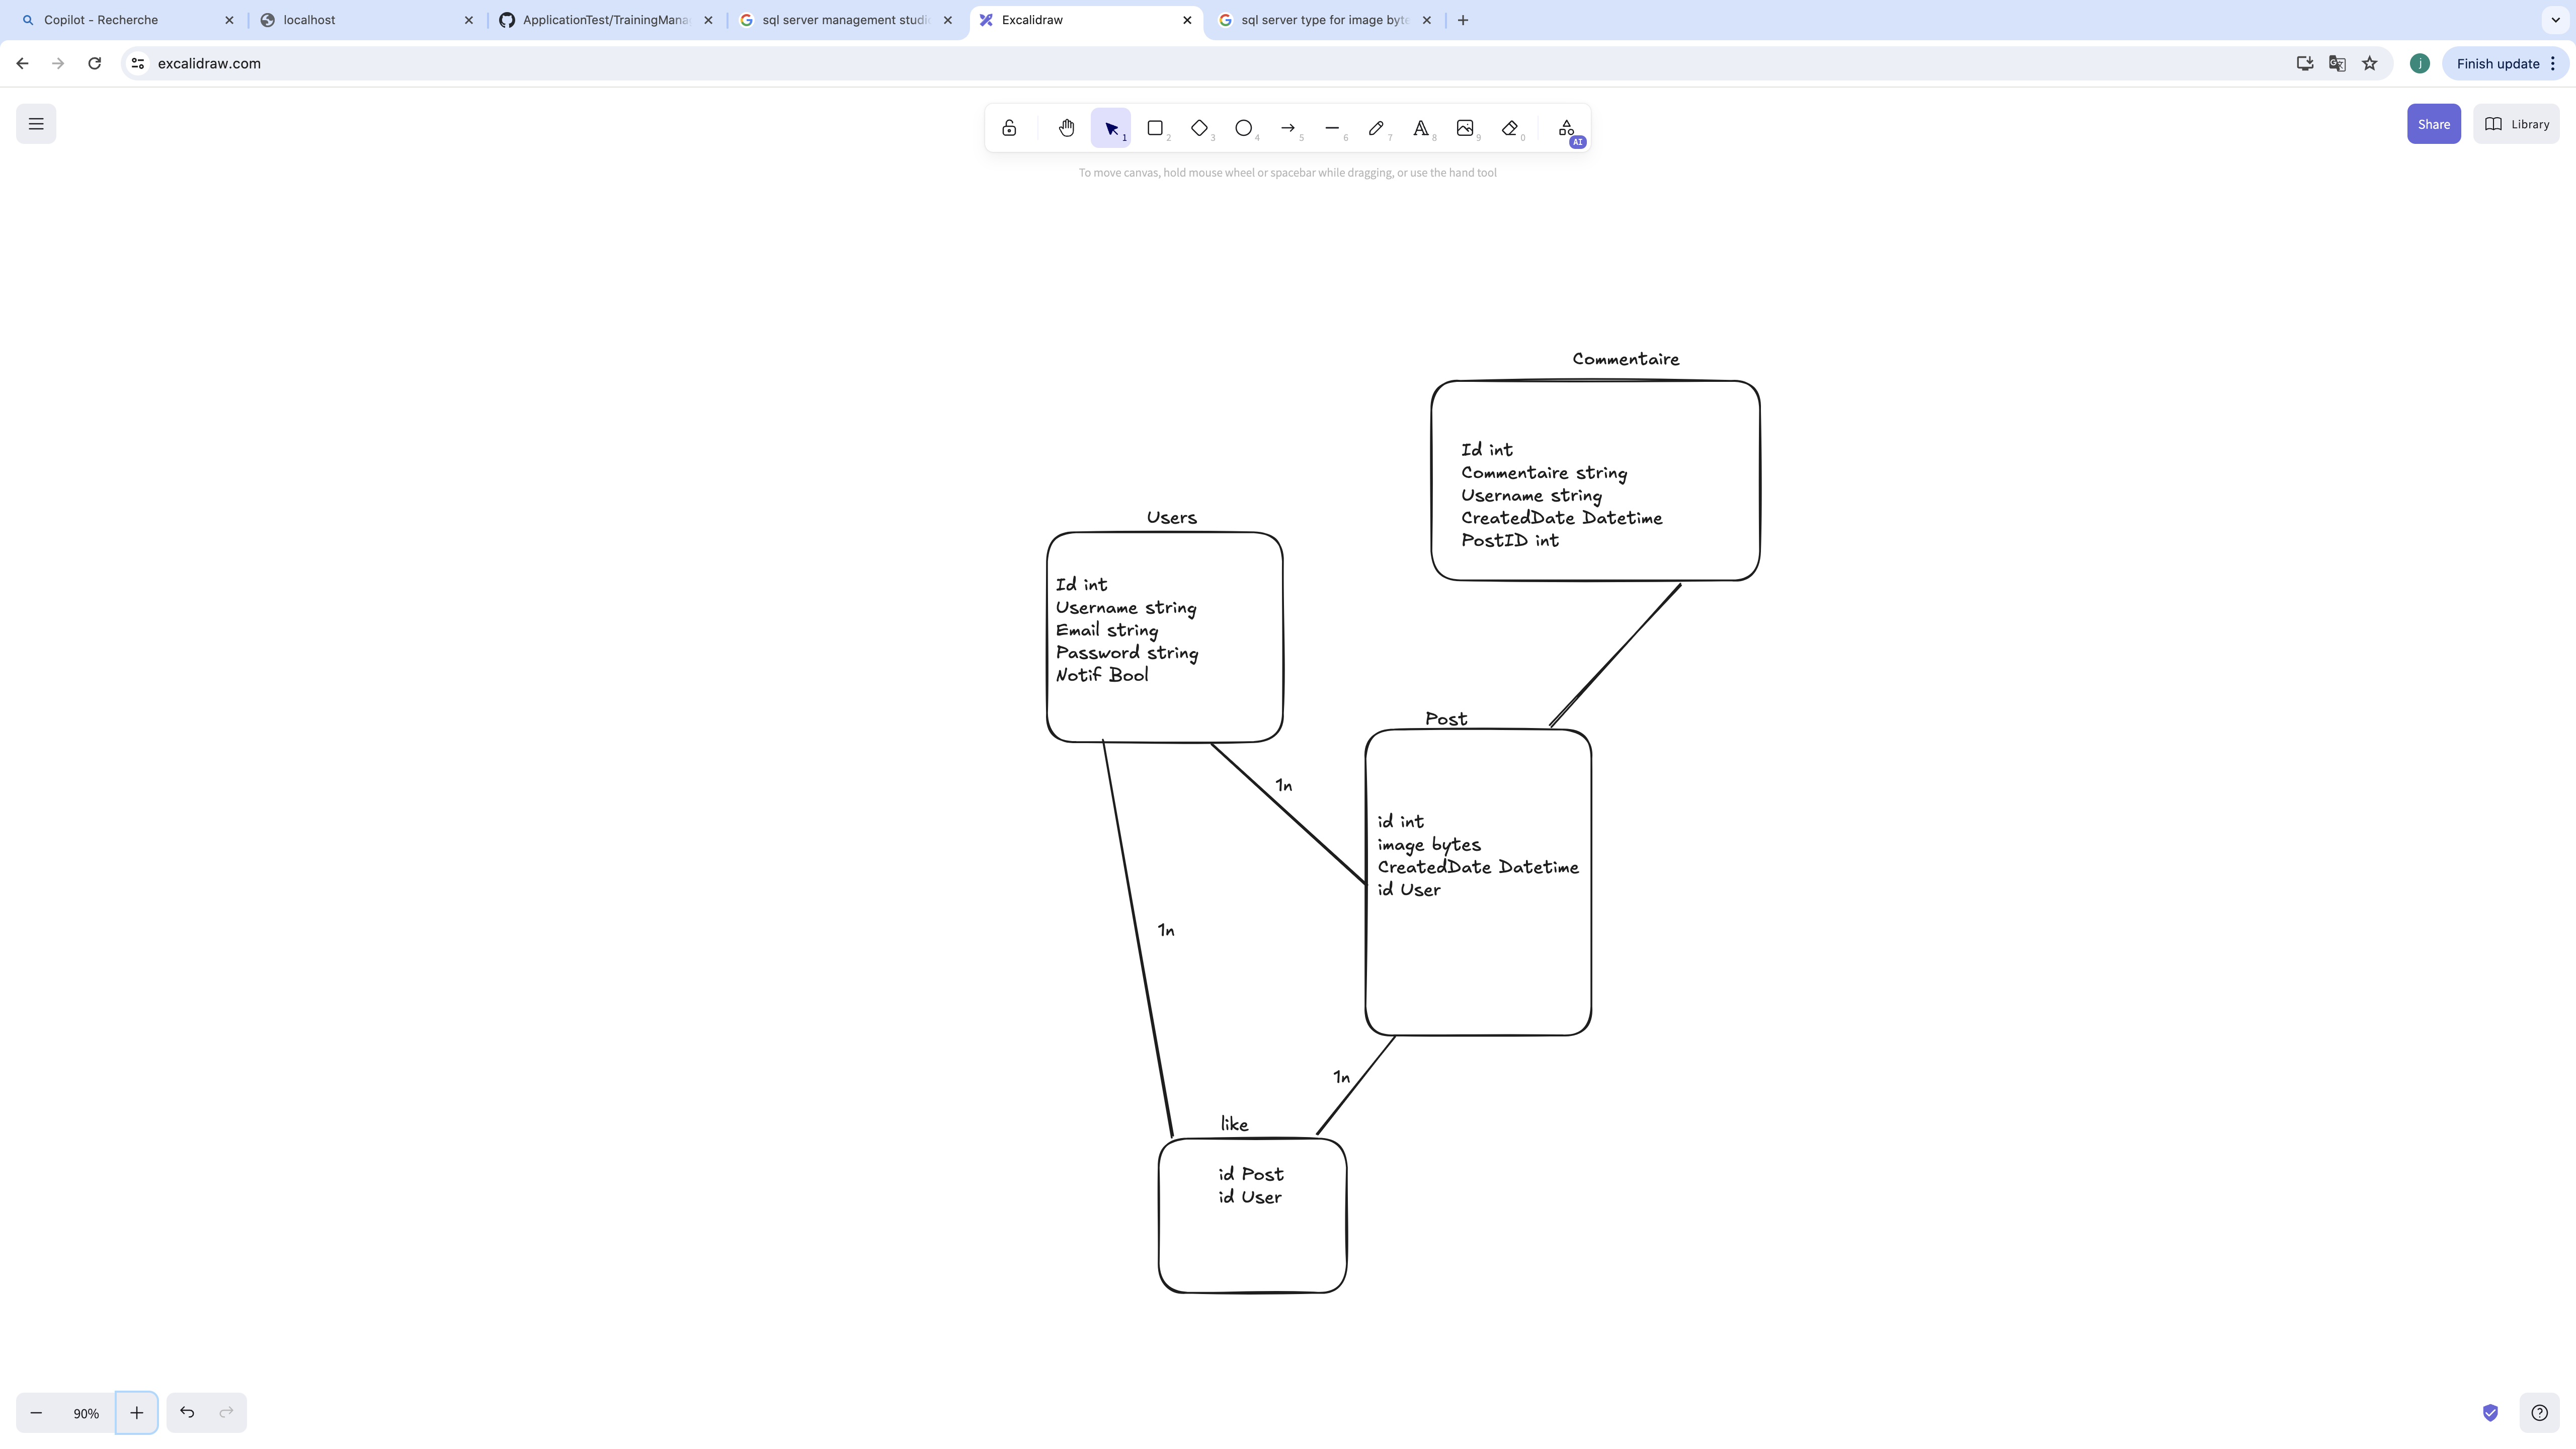 Copilot - Recherche
localhost
ApplicationTest/TrainingMana
sql server management studi
Excalidraw
sql server type for image byt
excalidraw.com
j
Finish update
1
2
3
4
5
6
7
8
9
0
AI
Share
Library
To move canvas, hold mouse wheel or spacebar while dragging, or use the hand tool
Commentaire
Id int
Commentaire string
Username string
CreatedDate Datetime
PostID int
Users
Id int
Username string
Email string
Password string
Notif Bool
Post
1n
id int
image bytes
CreatedDate Datetime
id User
1n
1n
like
id Post
id User
90%